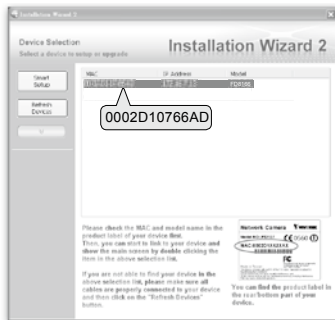 Installation Wizard 2
Device Selection
Select a device to setup or upgrade
Installation Wizard 2
Smart
Setup
Refresh
Devices
MAC IP Address Model
0002D10766AD
Please check the MAC and model name in the
product label of your device first.
Then, you can start to link to your device and
show the main screen by double clicking the
item in the above selection list.
If you are not able to find your device in the
above selection list, please make sure all
cables are properly connected to your device
and then click on the "Refresh Devices"
button.
Network Camera
FC
You can find the product label in
the rear/bottom part of your
device.